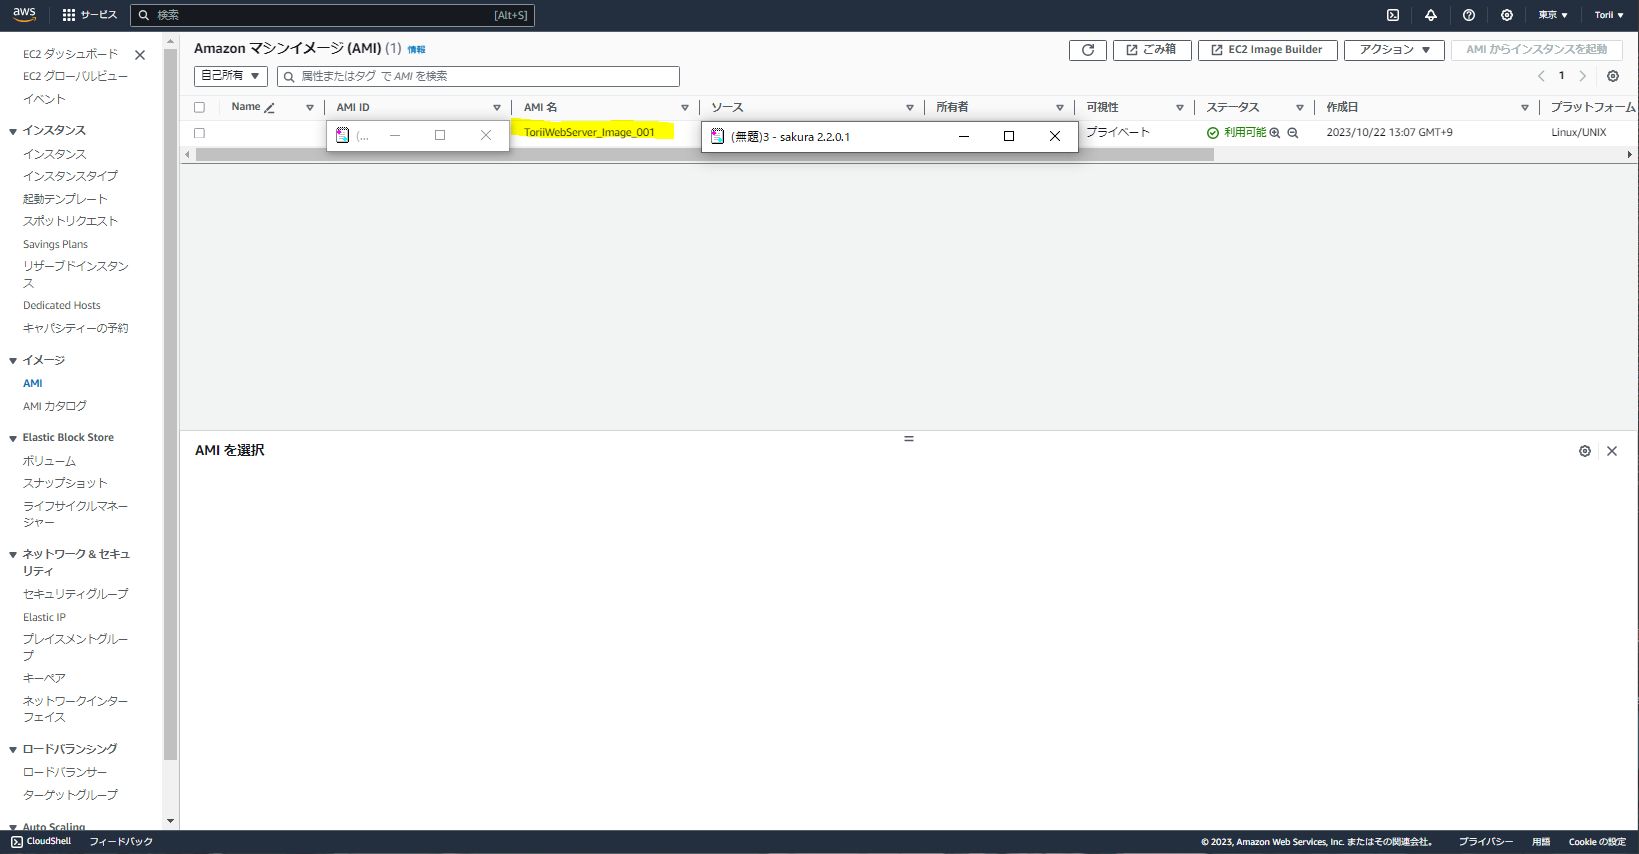 aws
サービス
検索
[Alt+S]
東京
Torii
EC2 ダッシュボード
EC2 グローバルビュー
イベント
インスタンス
インスタンス
インスタンスタイプ
起動テンプレート
スポットリクエスト
Savings Plans
リザーブドインスタン
ス
Dedicated Hosts
キャパシティーの予約
イメージ
AMI
AMI カタログ
Elastic Block Store
ボリューム
スナップショット
ライフサイクルマネー
ジャー
ネットワーク & セキュ
リティ
セキュリティグループ
Elastic IP
プレイスメントグルー
プ
キーペア
ネットワークインター
フェイス
ロードバランシング
ロードバランサー
ターゲットグループ
Auto Scaling
Amazon マシンイメージ (AMI) (1) 情報
ごみ箱
EC2 Image Builder
アクション
AMI からインスタンスを起動
自己所有
属性またはタグ で AMI を検索
1
Name
AMI ID
AMI 名
ソース
所有者
可視性
ステータス
作成日
プラットフォーム
(...
ToriiWebServer_Image_001
(無題)3 - sakura 2.2.0.1
プライベート
利用可能
2023/10/22 13:07 GMT+9
Linux/UNIX
AMI を選択
CloudShell
フィードバック
© 2023, Amazon Web Services, Inc. またはその関連会社。
プライバシー
用語
Cookie の設定